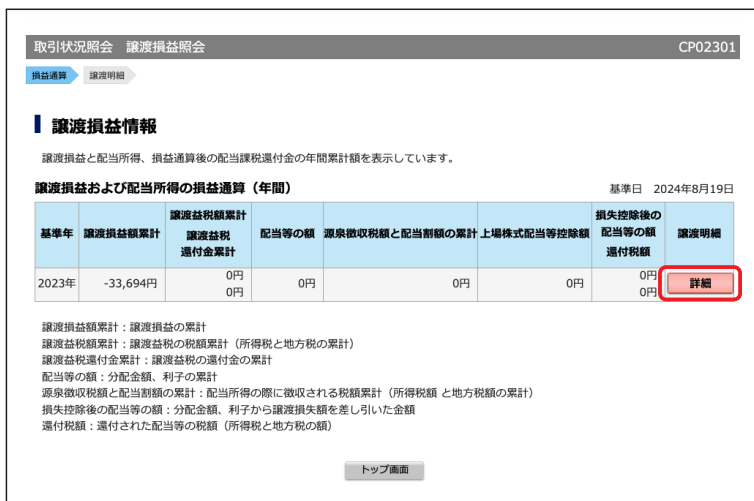 取引状況照会 譲渡損益照会 CP02301
損益通算 譲渡明細
譲渡損益情報
譲渡損益と配当所得、損益通算後の配当課税還付金の年間累計額を表示しています。
譲渡損益および配当所得の損益通算（年間） 基準日 2024年8月19日
基準年 譲渡損益額累計 譲渡益税額累計 譲渡益税 還付金累計 配当等の額 源泉徴収税額と配当割額の累計 上場株式配当等控除額 損失控除後の 配当等の額 還付税額 譲渡明細
2023年 -33,694円 0円 0円 0円 0円 0円 0円 0円 詳細
譲渡損益額累計：譲渡損益の累計
譲渡益税額累計：譲渡益税の税額累計（所得税と地方税の累計）
譲渡益税還付金累計：譲渡益税の還付金の累計
配当等の額：分配金額、利子の累計
源泉徴収税額と配当割額の累計：配当所得の際に徴収される税額累計（所得税額 と地方税額の累計）
損失控除後の配当等の額：分配金額、利子から譲渡損失額を差し引いた金額
還付税額：還付された配当等の税額（所得税と地方税の額）
トップ画面